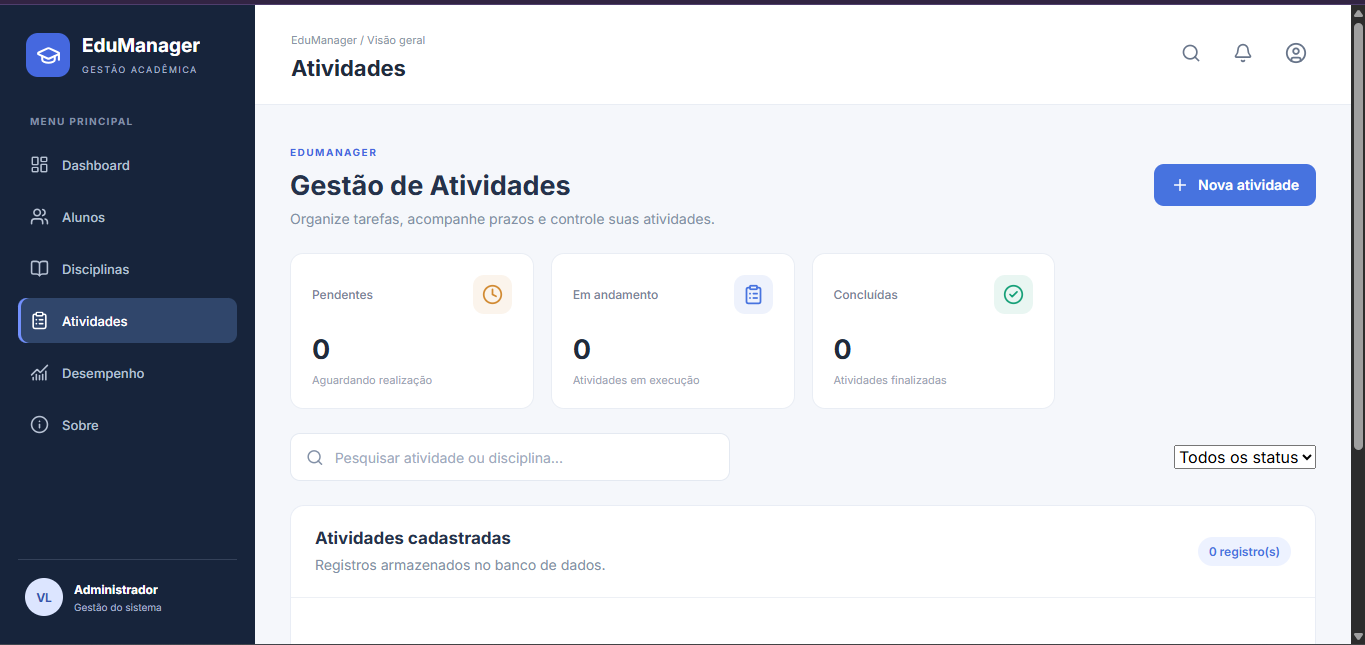 EduManager
GESTÃO ACADÊMICA
MENU PRINCIPAL
Dashboard
Alunos
Disciplinas
Atividades
Desempenho
Sobre
VL
Administrador
Gestão do sistema
EduManager / Visão geral
Atividades
EDUMANAGER
Gestão de Atividades
Organize tarefas, acompanhe prazos e controle suas atividades.
Nova atividade
Pendentes
0
Aguardando realização
Em andamento
0
Atividades em execução
Concluídas
0
Atividades finalizadas
Pesquisar atividade ou disciplina...
Todos os status
Atividades cadastradas
Registros armazenados no banco de dados.
0 registro(s)